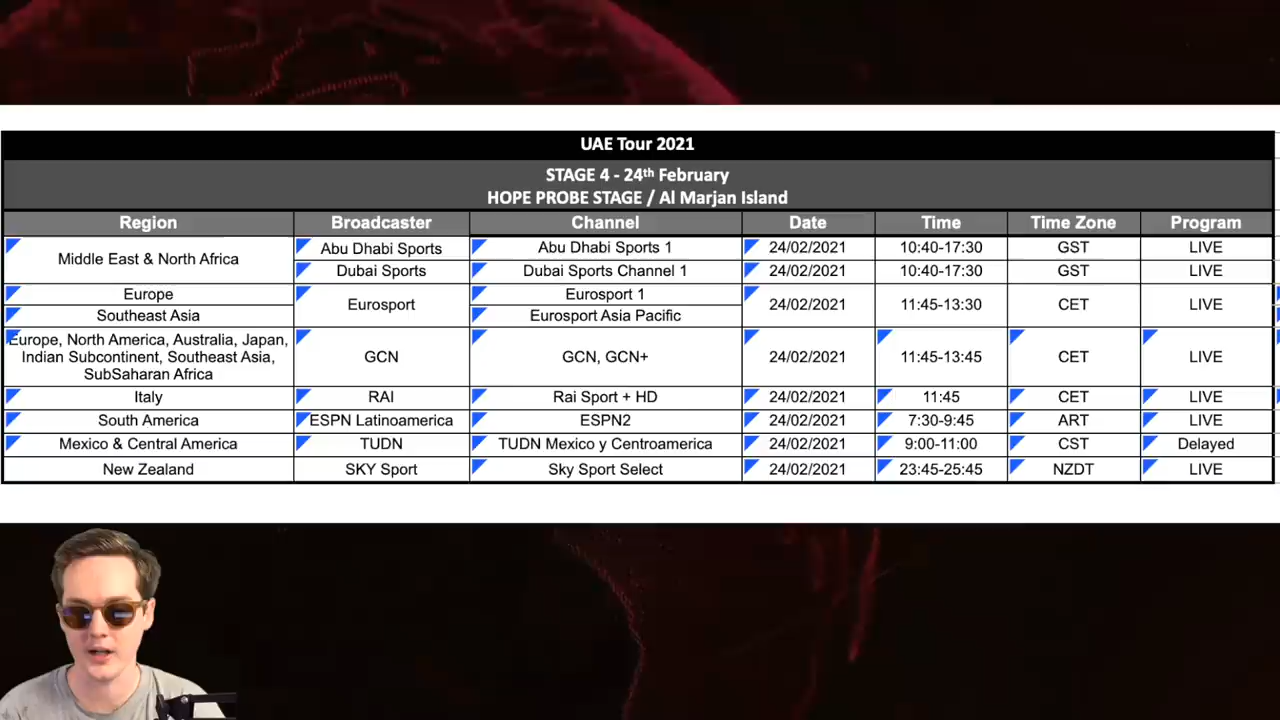 UAE Tour 2021
STAGE 4 - 24th February
HOPE PROBE STAGE / Al Marjan Island
Region Broadcaster Channel Date Time Time Zone Program
Middle East & North Africa
Abu Dhabi Sports Abu Dhabi Sports 1 24/02/2021 10:40-17:30 GST LIVE
Dubai Sports Dubai Sports Channel 1 24/02/2021 10:40-17:30 GST LIVE
Europe Eurosport Eurosport 1 24/02/2021 11:45-13:30 CET LIVE
Southeast Asia Eurosport Asia Pacific
Europe, North America, Australia, Japan,
Indian Subcontinent, Southeast Asia,
SubSaharan Africa
GCN GCN, GCN+ 24/02/2021 11:45-13:45 CET LIVE
Italy RAI Rai Sport + HD 24/02/2021 11:45 CET LIVE
South America ESPN Latinoamerica ESPN2 24/02/2021 7:30-9:45 ART LIVE
Mexico & Central America TUDN TUDN Mexico y Centroamerica 24/02/2021 9:00-11:00 CST Delayed
New Zealand SKY Sport Sky Sport Select 24/02/2021 23:45-25:45 NZDT LIVE